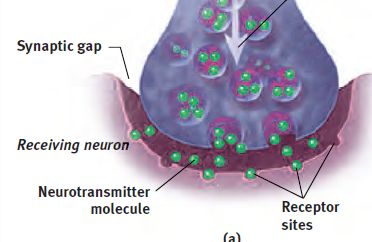 Synaptic gap
Receiving neuron
Neurotransmitter
molecule
Receptor
sites
(a)